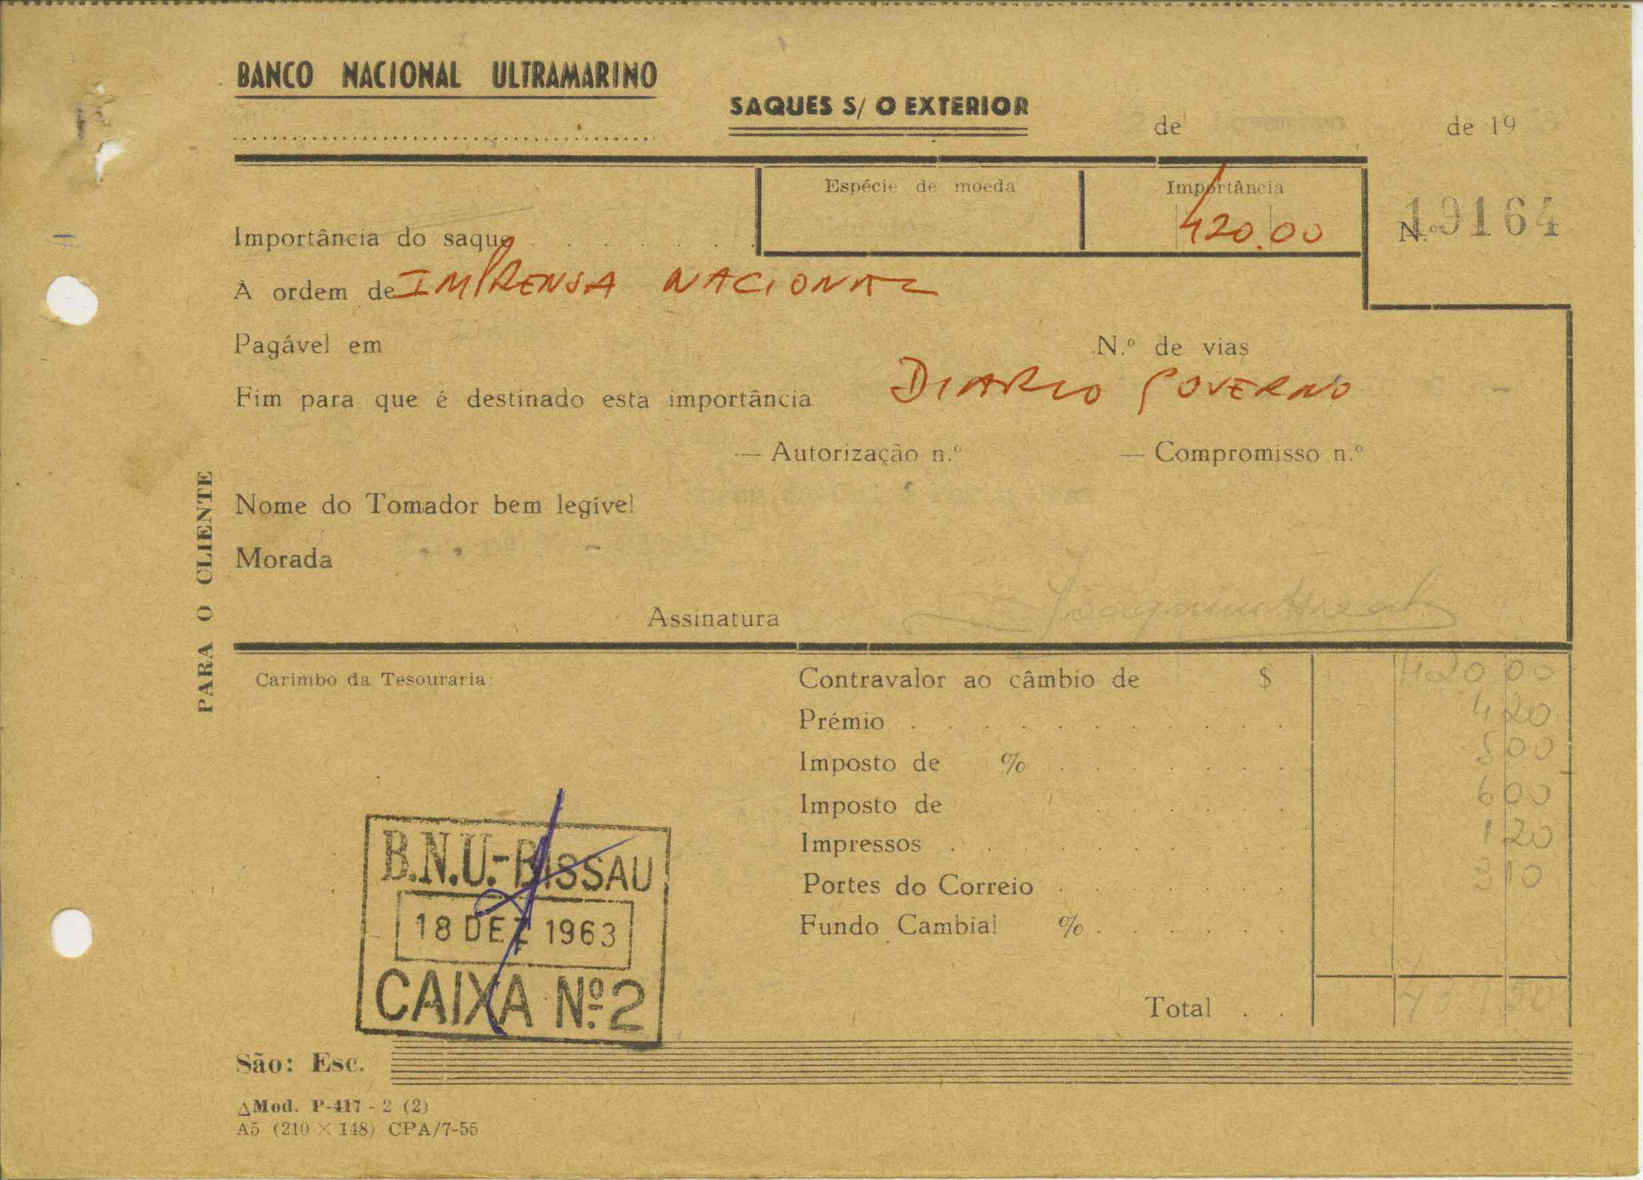 BANCO NACIONAL ULTRAMARINO
SAQUES S/ O EXTERIOR
de de 19
Espécie de moeda
Importância
420.00
N.º 19164
Importância do saque
À ordem de IMPRENSA NACIONAL
Pagável em
N.º de vias
Fim para que é destinado esta importância DIARIO GOVERNO
— Autorização n.º — Compromisso n.º
Nome do Tomador bem legível
Morada
Assinatura
PARA O CLIENTE
Carimbo da Tesouraria:
Contravalor ao câmbio de $ 420 00
Prémio 4 20
Imposto de % 5 00
Imposto de 6 00
Impressos 1 20
Portes do Correio 3 10
Fundo Cambial %
Total
B.N.U.-BISSAU
18 DEZ 1963
CAIXA Nº 2
São: Esc.
△Mod. P-417 - 2 (2)
A5 (210 × 148) CPA/7-55